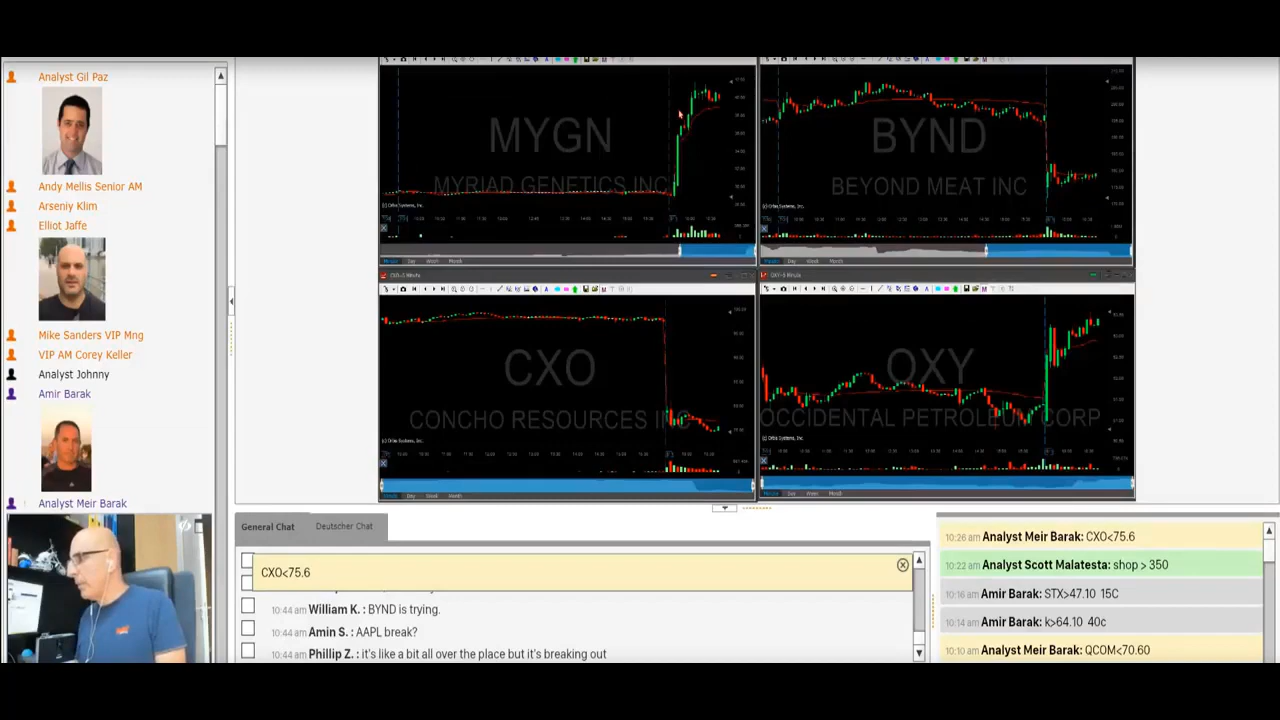 Analyst Gil Paz
Andy Mellis Senior AM
Arseniy Klim
Elliot Jaffe
Mike Sanders VIP Mng
VIP AM Corey Keller
Analyst Johnny
Amir Barak
Analyst Meir Barak
MYGN
MYRIAD GENETICS INC
BYND
BEYOND MEAT INC
CXO
CONCHO RESOURCES INC
OXY
OCCIDENTAL PETROLEUM CORP
General Chat
Deutscher Chat
CXO<75.6
10:44 am William K. : BYND is trying.
10:44 am Amin S. : AAPL break?
10:44 am Phillip Z. : it's like a bit all over the place but it's breaking out
10:26 am Analyst Meir Barak: CXO<75.6
10:22 am Analyst Scott Malatesta: shop > 350
10:16 am Amir Barak: STX>47.10 15C
10:14 am Amir Barak: k>64.10 40c
10:10 am Analyst Meir Barak: QCOM<70.60